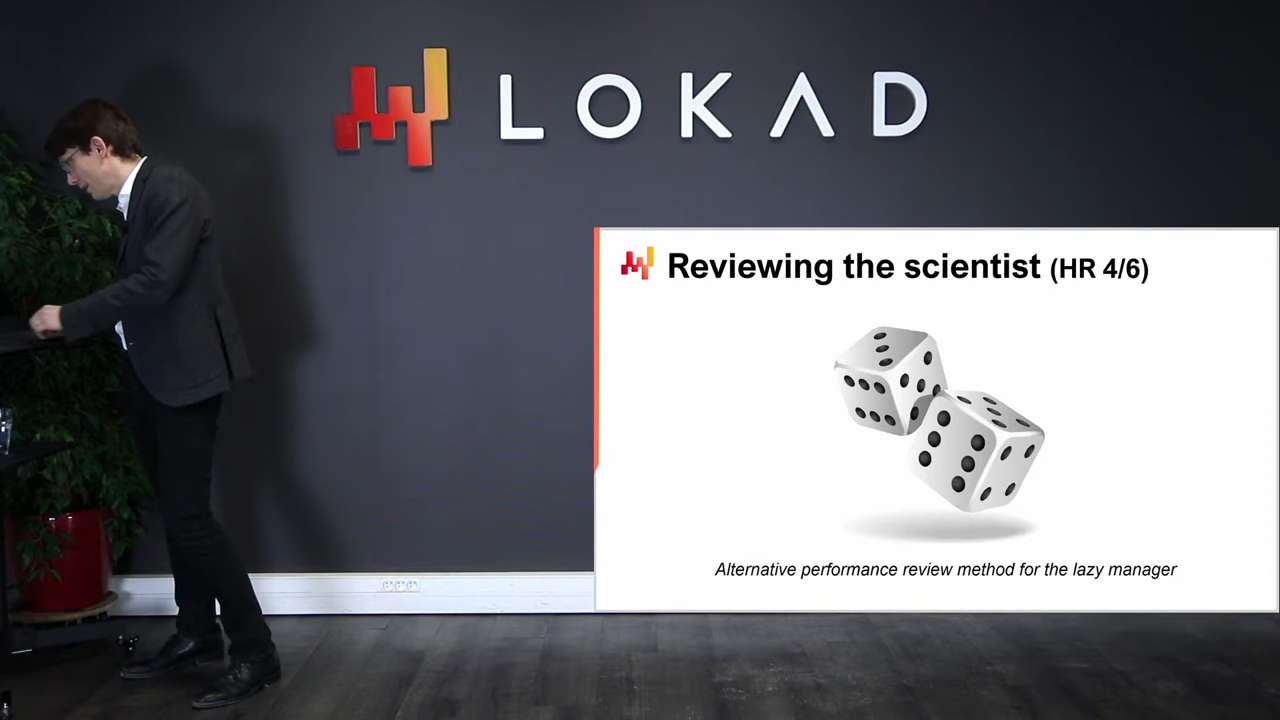 LOKAD
Reviewing the scientist (HR 4/6)
Alternative performance review method for the lazy manager